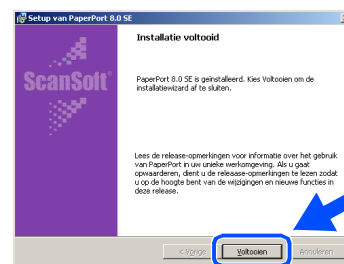 Setup van PaperPort 8.0 SE
Installatie voltooid
ScanSoft®
PaperPort 8.0 SE is geïnstalleerd. Kies Voltooien om de
installatiewizard af te sluiten.
Lees de release-opmerkingen voor informatie over het gebruik
van PaperPort in uw unieke werkomgeving. Als u gaat
opwaarderen, dient u de releaase-opmerkingen te lezen zodat
u op de hoogte bent van de wijzigingen en nieuwe functies in
deze release.
< Vorige
Voltooien
Annuleren